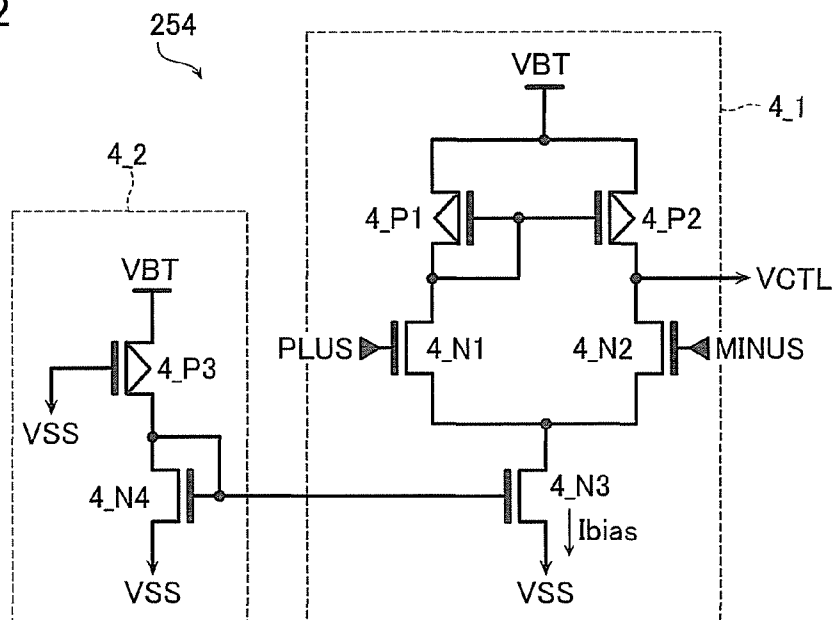 2
254
VBT
4_1
4_2
4_P1
4_P2
VBT
VCTL
PLUS
4_N1
4_N2
MINUS
4_P3
VSS
4_N4
4_N3
Ibias
VSS
VSS